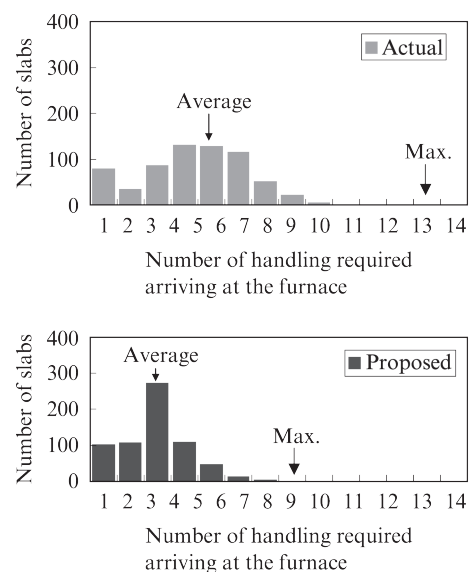 400
Actual
300
Number of slabs
200
Average
Max.
100
0
1 2 3 4 5 6 7 8 9 10 11 12 13 14
Number of handling required
arriving at the furnace
400
Average
Proposed
300
Number of slabs
200
Max.
100
0
1 2 3 4 5 6 7 8 9 10 11 12 13 14
Number of handling required
arriving at the furnace